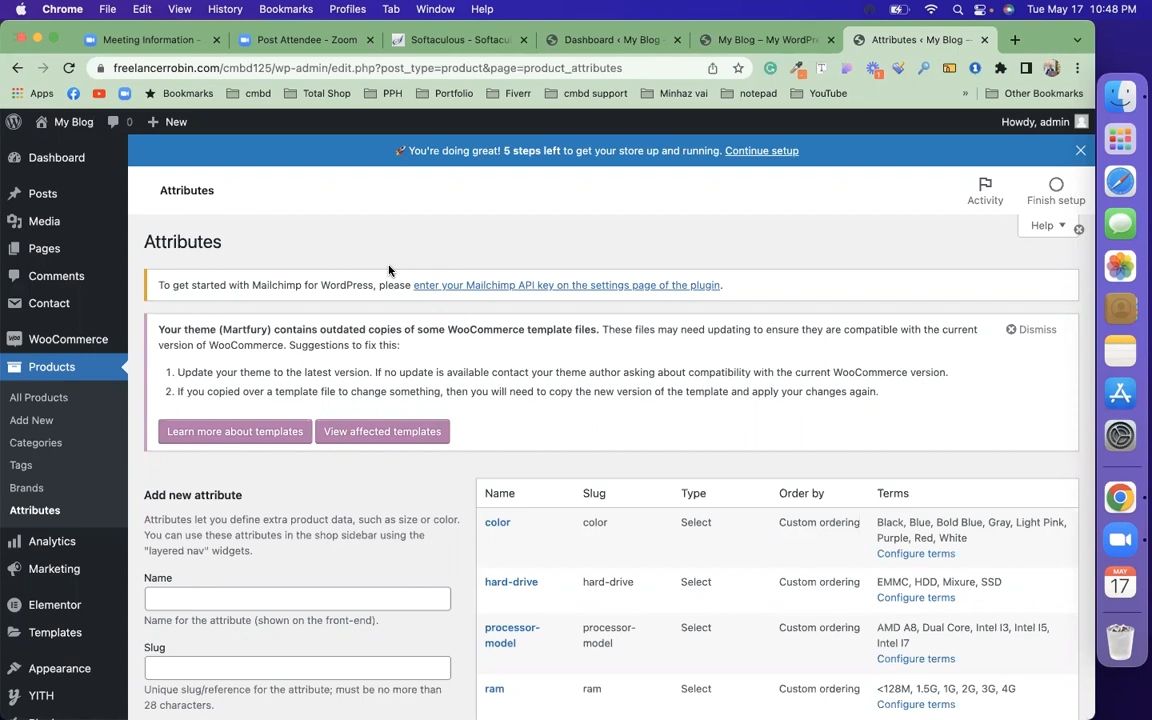 Chrome File Edit View History Bookmarks Profiles Tab Window Help Tue May 17 10:48 PM
Meeting Information - Post Attendee - Zoom Softaculous - Softacul Dashboard ‹ My Blog My Blog – My WordPre Attributes ‹ My Blog —
freelancerrobin.com/cmbd125/wp-admin/edit.php?post_type=product&page=product_attributes
Apps Bookmarks cmbd Total Shop PPH Portfolio Fiverr cmbd support Minhaz vai notepad YouTube » Other Bookmarks
My Blog 0 New Howdy, admin
🚀 You're doing great! 5 steps left to get your store up and running. Continue setup
Attributes
Activity
Finish setup
Help
Dashboard
Posts
Media
Pages
Comments
Contact
WooCommerce
Products
All Products
Add New
Categories
Tags
Brands
Attributes
Analytics
Marketing
Elementor
Templates
Appearance
YITH
Attributes
To get started with Mailchimp for WordPress, please enter your Mailchimp API key on the settings page of the plugin.
Your theme (Martfury) contains outdated copies of some WooCommerce template files. These files may need updating to ensure they are compatible with the current
version of WooCommerce. Suggestions to fix this:
Dismiss
1. Update your theme to the latest version. If no update is available contact your theme author asking about compatibility with the current WooCommerce version.
2. If you copied over a template file to change something, then you will need to copy the new version of the template and apply your changes again.
Learn more about templates View affected templates
Add new attribute
Attributes let you define extra product data, such as size or color.
You can use these attributes in the shop sidebar using the
"layered nav" widgets.
Name
Name for the attribute (shown on the front-end).
Slug
Unique slug/reference for the attribute; must be no more than
28 characters.
Name Slug Type Order by Terms
color color Select Custom ordering Black, Blue, Bold Blue, Gray, Light Pink,
Purple, Red, White
Configure terms
hard-drive hard-drive Select Custom ordering EMMC, HDD, Mixure, SSD
Configure terms
processor- processor- Select Custom ordering AMD A8, Dual Core, Intel I3, Intel I5,
model model Intel I7
Configure terms
ram ram Select Custom ordering <128M, 1.5G, 1G, 2G, 3G, 4G
Configure terms
MAY
17